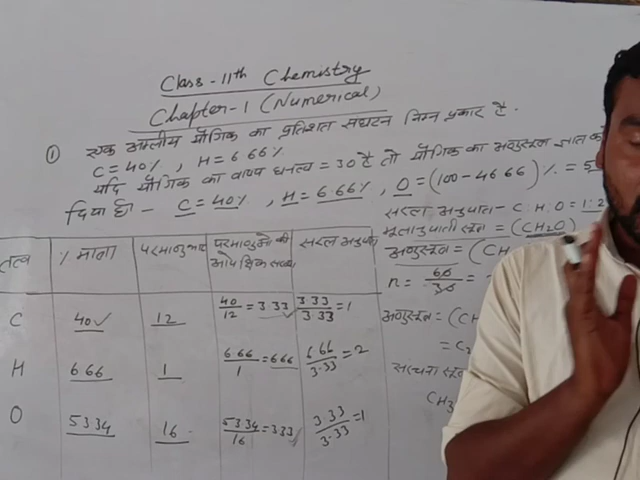 Class-11th Chemistry
Chapter-1 (Numerical)
① एक अम्लीय यौगिक का प्रतिशत संघटन निम्न प्रकार है.
C=40%, H=6.66%
यदि यौगिक का वाष्प घनत्व = 30 है तो यौगिक का अणुसूत्र ज्ञात
दिया है- C=40%, H=6.66%, O=(100-46.66)% = 5
सरल अनुपात- C:H:O=1:2
मूलानुपाती सूत्र = (CH2O)
अणुसूत्र = (CH
n = 60/30 =
अणुसूत्र = (CH
= C2
संरचना सूत्र
CH3
तत्व % मात्रा परमाणुभार परमाणुओं की आपेक्षिक संख्या सरल अनुपात
C 40 12 40/12 = 3.33 3.33/3.33 = 1
H 6.66 1 6.66/1 = 6.66 6.66/3.33 = 2
O 53.34 16 53.34/16 = 3.33 3.33/3.33 = 1